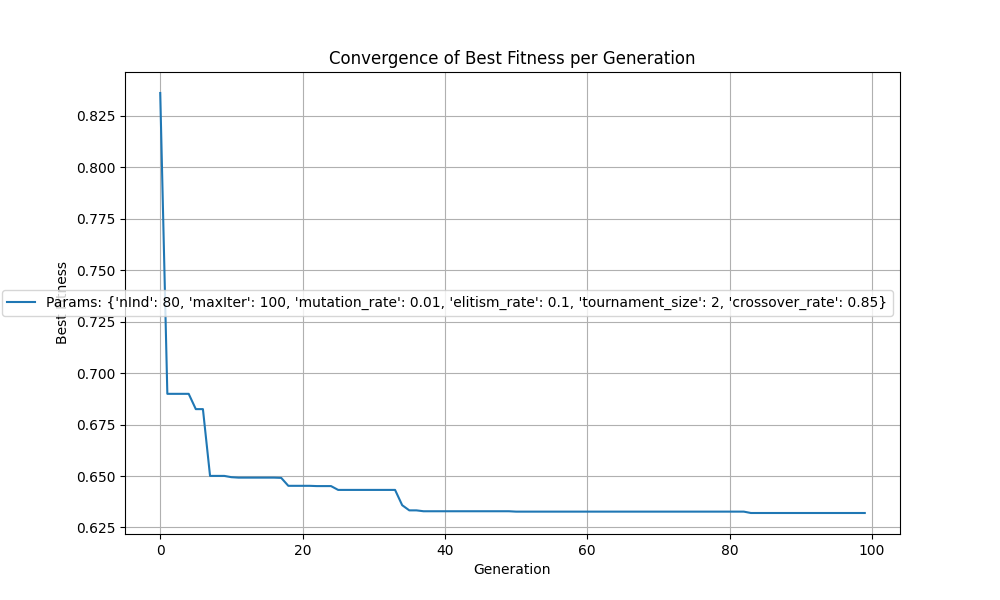 Convergence of Best Fitness per Generation
Best Fitness
0.825
0.800
0.775
0.750
0.725
0.700
0.675
0.650
0.625
Params: {'nInd': 80, 'maxIter': 100, 'mutation_rate': 0.01, 'elitism_rate': 0.1, 'tournament_size': 2, 'crossover_rate': 0.85}
0 20 40 60 80 100
Generation